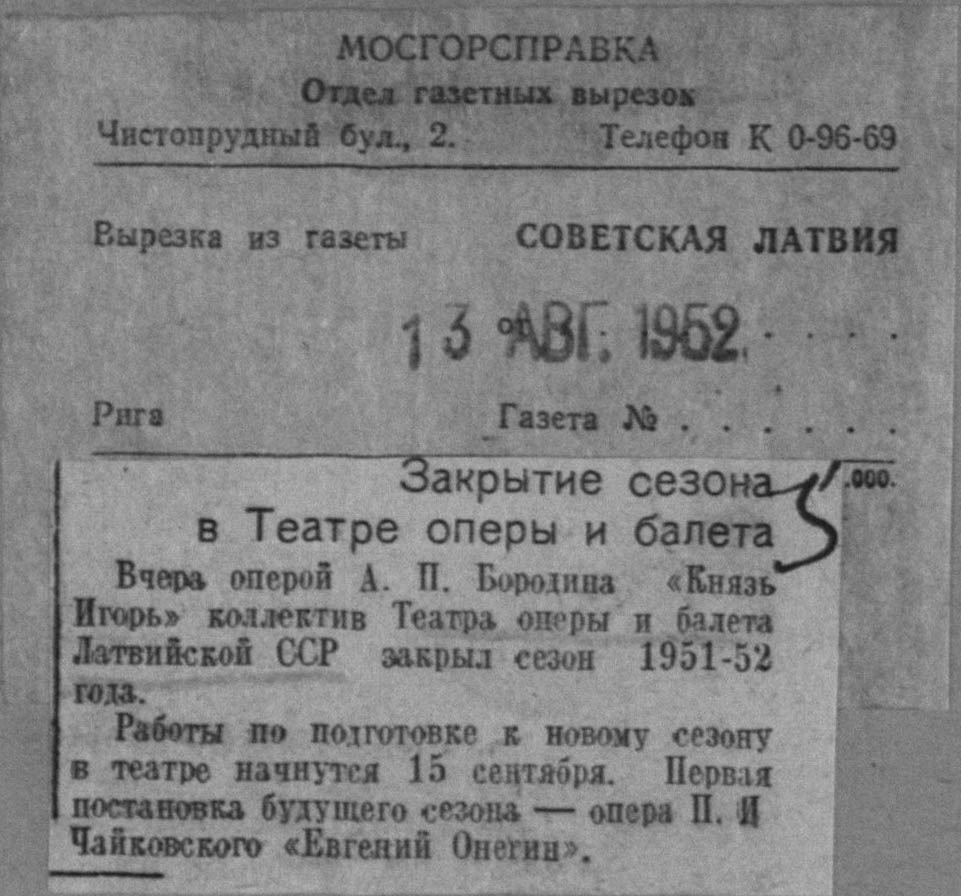 МОСГОРСПРАВКА
Отдел газетных вырезок
Чистопрудный бул., 2. Телефон К 0-96-69
Вырезка из газеты СОВЕТСКАЯ ЛАТВИЯ
13 от АВГ. 1952 . . . .
Рига Газета № . . . . . .
Закрытие сезона .000.
в Театре оперы и балета
Вчера оперой А. П. Бородина «Князь
Игорь» коллектив Театра оперы и балета
Латвийской ССР закрыл сезон 1951-52
года.
Работы по подготовке к новому сезону
в театре начнутся 15 сентября. Первая
постановка будущего сезона — опера П. И
Чайковского «Евгений Онегин».